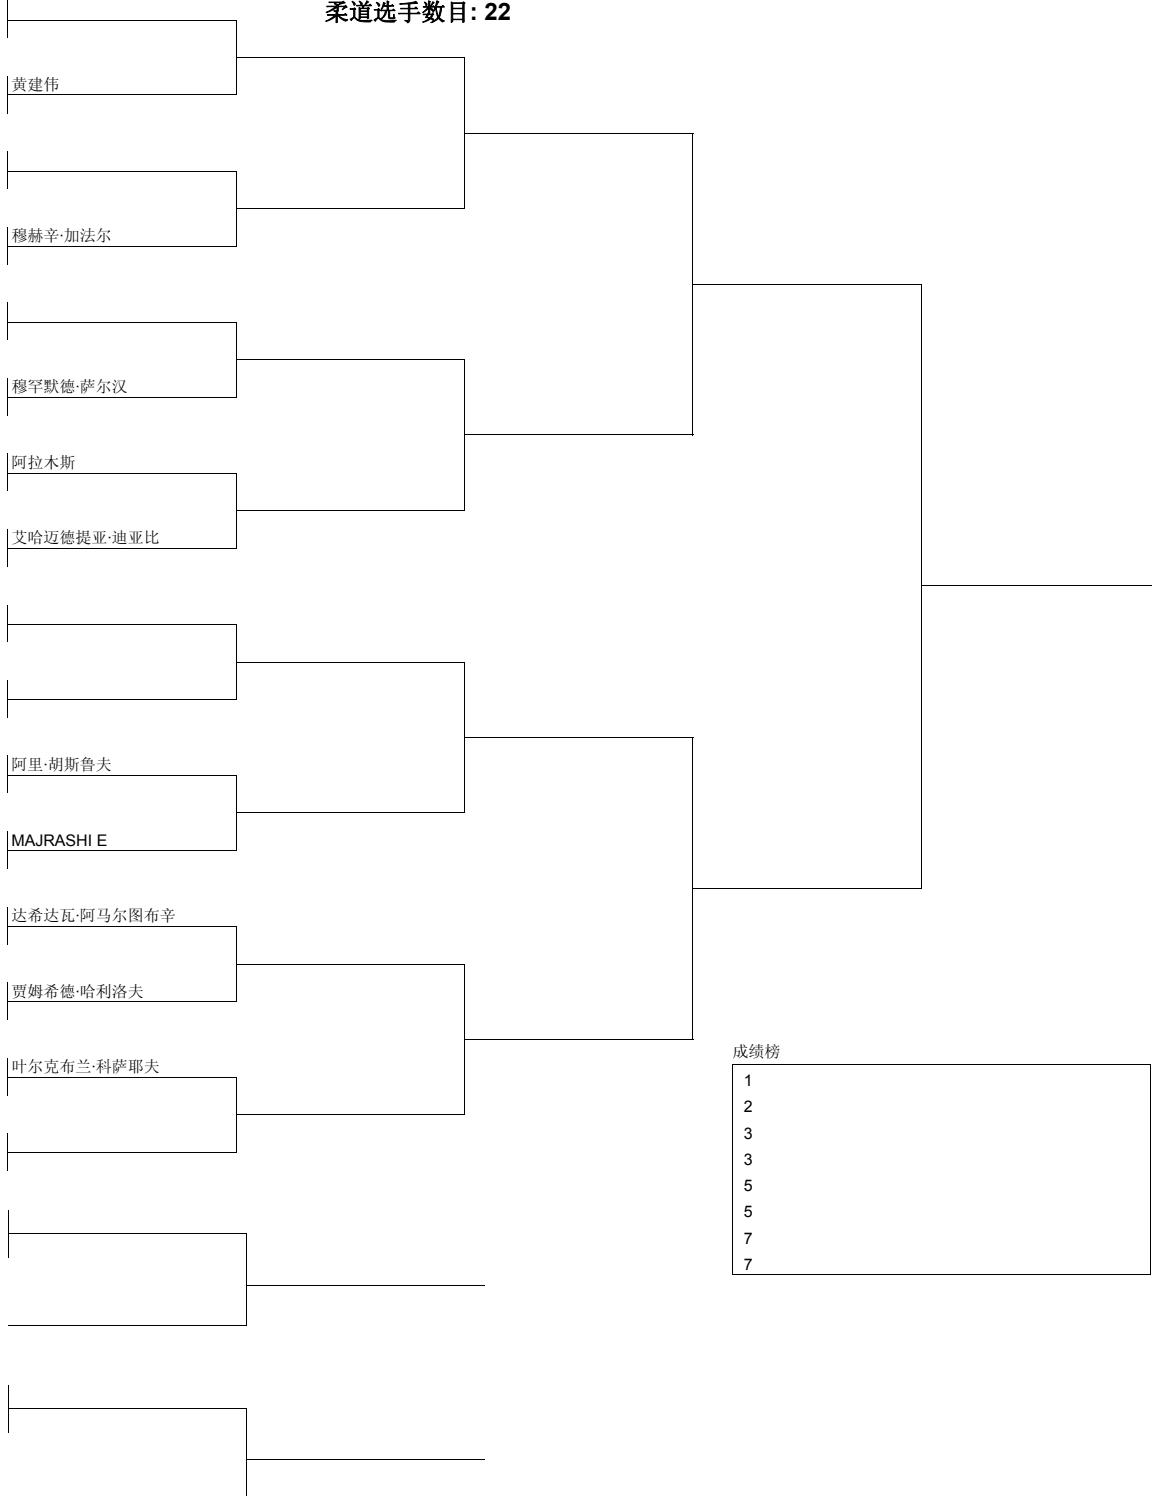 柔道选手数目: 22
黄建伟
穆赫辛·加法尔
穆罕默德·萨尔汉
阿拉木斯
艾哈迈德提亚·迪亚比
阿里·胡斯鲁夫
MAJRASHI E
达希达瓦·阿马尔图布辛
贾姆希德·哈利洛夫
叶尔克布兰·科萨耶夫
成绩榜
1
2
3
3
5
5
7
7